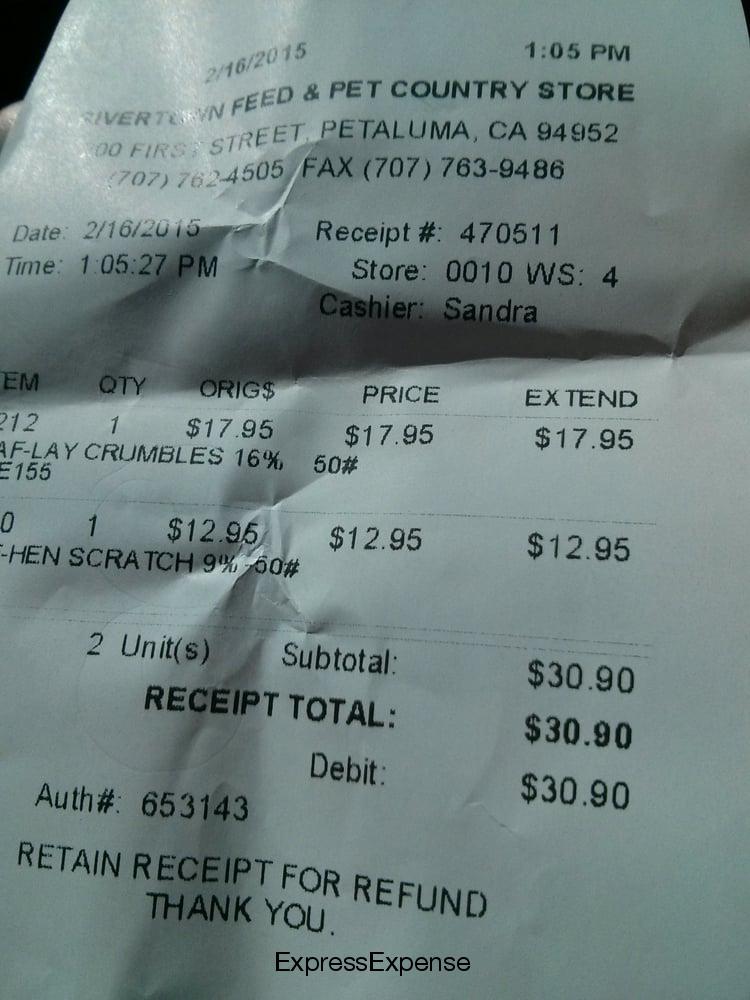 2/16/2015 1:05 PM
RIVERTOWN FEED & PET COUNTRY STORE
00 FIRST STREET, PETALUMA, CA 94952
(707) 762-4505 FAX (707) 763-9486
Date: 2/16/2015 Receipt #: 470511
Time: 1:05:27 PM Store: 0010 WS: 4
Cashier: Sandra
EM QTY ORIG$ PRICE EXTEND
212 1 $17.95 $17.95 $17.95
AF-LAY CRUMBLES 16% 50#
E155
0 1 $12.95 $12.95 $12.95
-HEN SCRATCH 9% 50#
2 Unit(s) Subtotal: $30.90
RECEIPT TOTAL: $30.90
Debit: $30.90
Auth#: 653143
RETAIN RECEIPT FOR REFUND
THANK YOU.
ExpressExpense